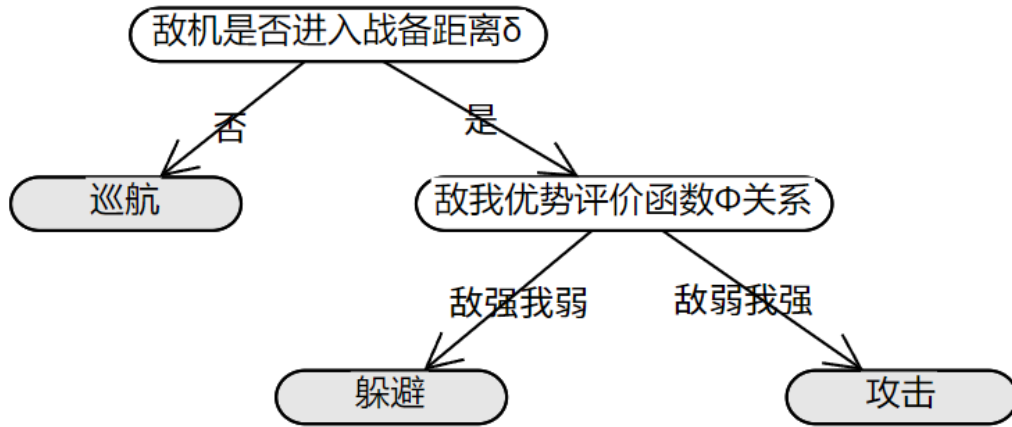 敌机是否进入战备距离δ
否
是
巡航
敌我优势评价函数Φ关系
敌强我弱
敌弱我强
躲避
攻击